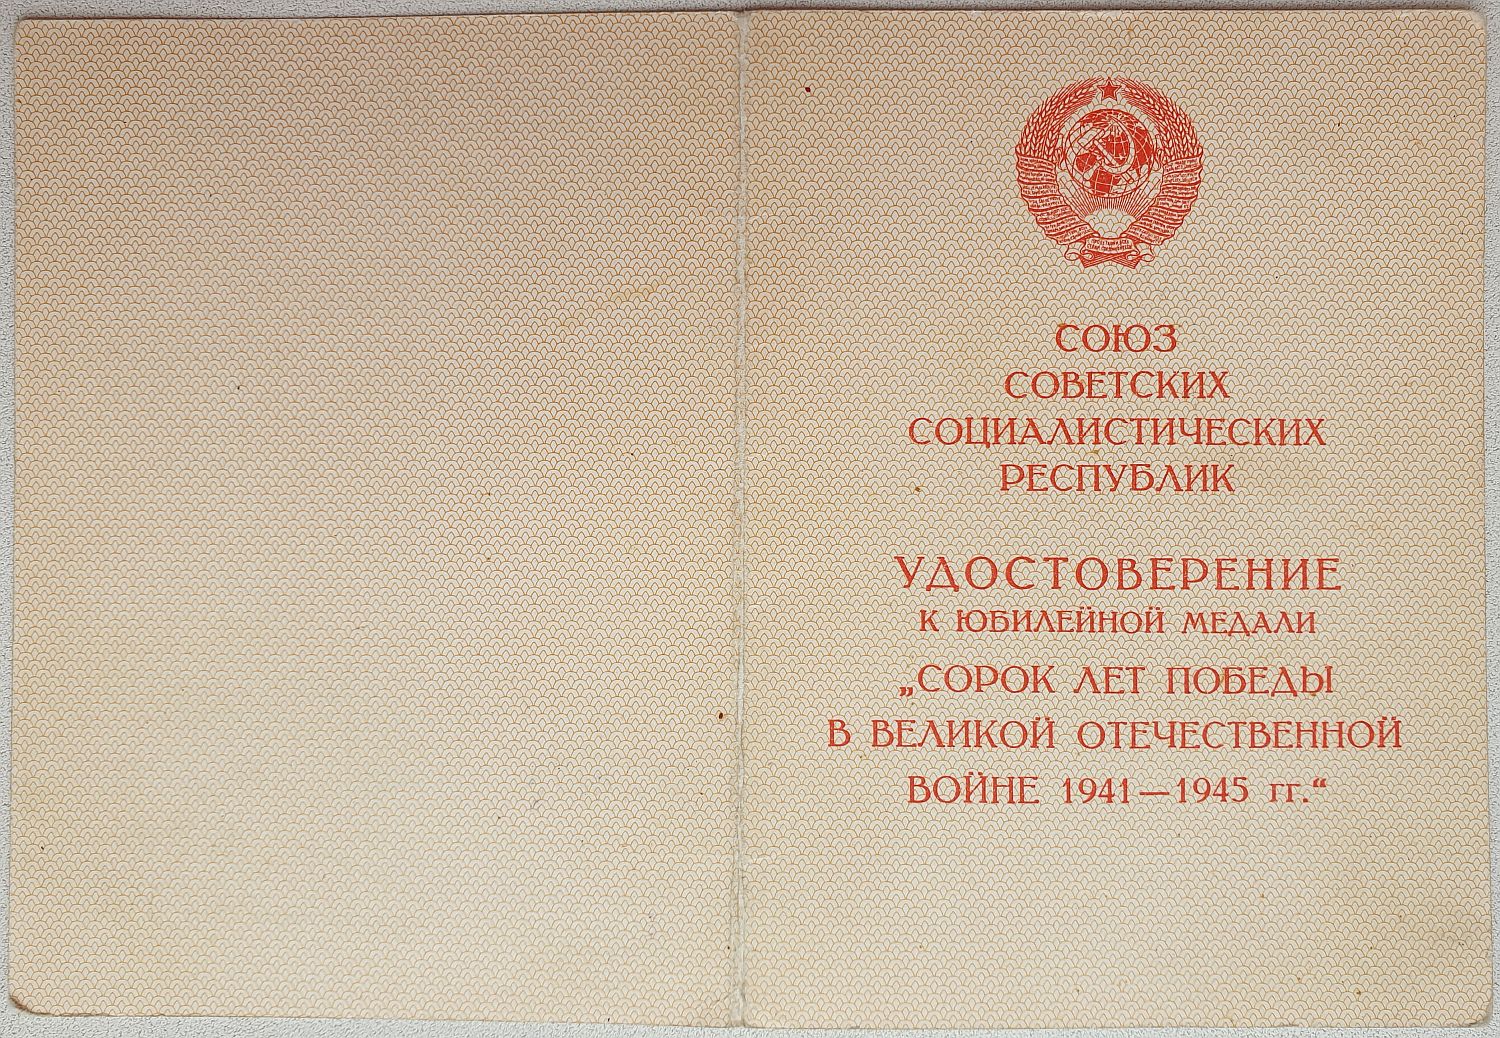 СОЮЗ
СОВЕТСКИХ
СОЦИАЛИСТИЧЕСКИХ
РЕСПУБЛИК
УДОСТОВЕРЕНИЕ
К ЮБИЛЕЙНОЙ МЕДАЛИ
„СОРОК ЛЕТ ПОБЕДЫ
В ВЕЛИКОЙ ОТЕЧЕСТВЕННОЙ
ВОЙНЕ 1941—1945 гг.“